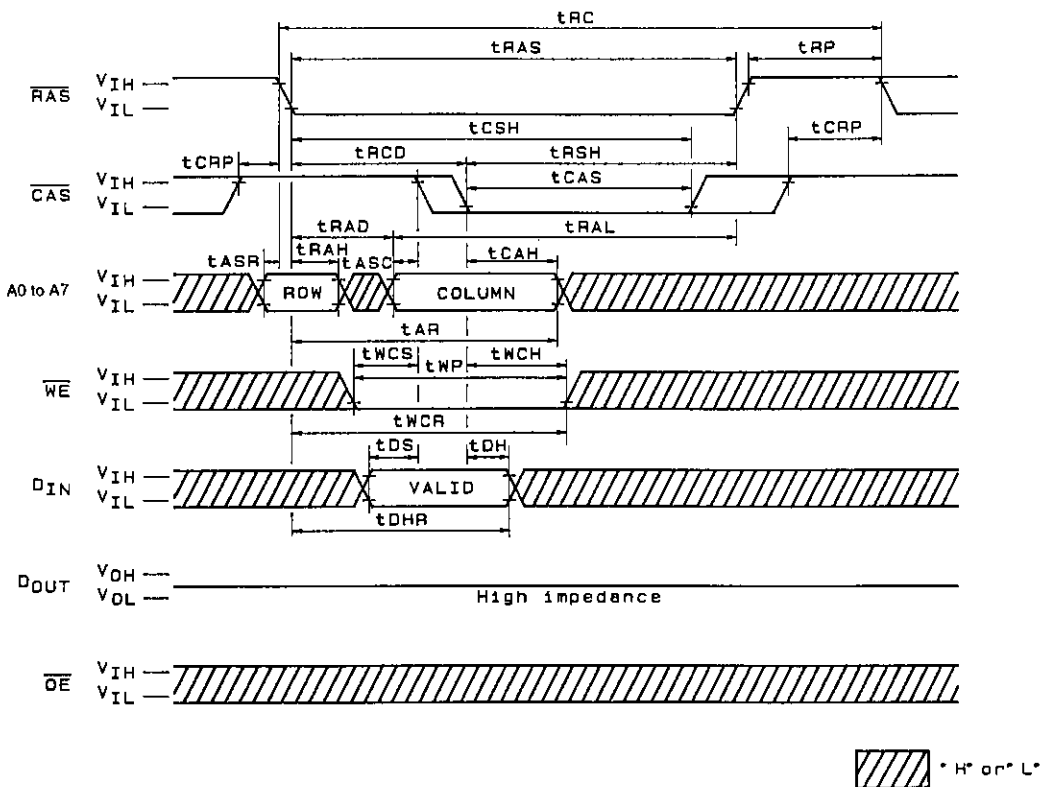 tRC
tRAS
tRP
RAS
VIH
VIL
tCSH
tCRP
tCRP
tRCD
tRSH
CAS
VIH
VIL
tCAS
tRAD
tRAL
tASR
tRAH
tASC
tCAH
A0 to A7
VIH
VIL
ROW
COLUMN
tAR
tWCS
tWCH
tWP
WE
VIH
VIL
tWCR
tDS
tDH
DIN
VIH
VIL
VALID
tDHR
DOUT
VOH
VOL
High impedance
OE
VIH
VIL
"H" or "L"